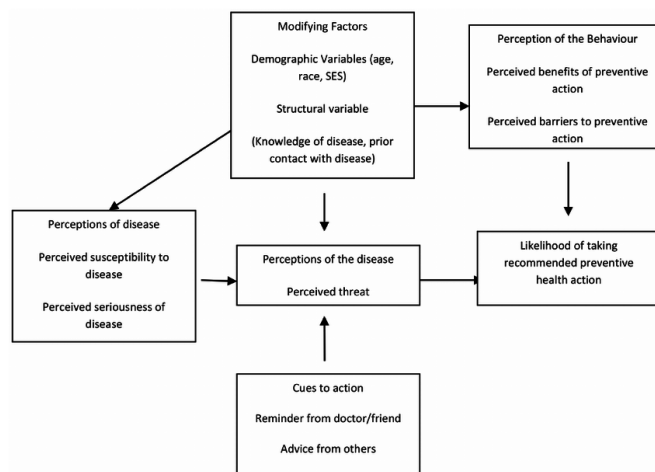 Modifying Factors
Demographic Variables (age,
race, SES)
Structural variable
(Knowledge of disease, prior
contact with disease)
Perception of the Behaviour
Perceived benefits of preventive
action
Perceived barriers to preventive
action
Perceptions of disease
Perceived susceptibility to
disease
Perceived seriousness of
disease
Perceptions of the disease
Perceived threat
Likelihood of taking
recommended preventive
health action
Cues to action
Reminder from doctor/friend
Advice from others